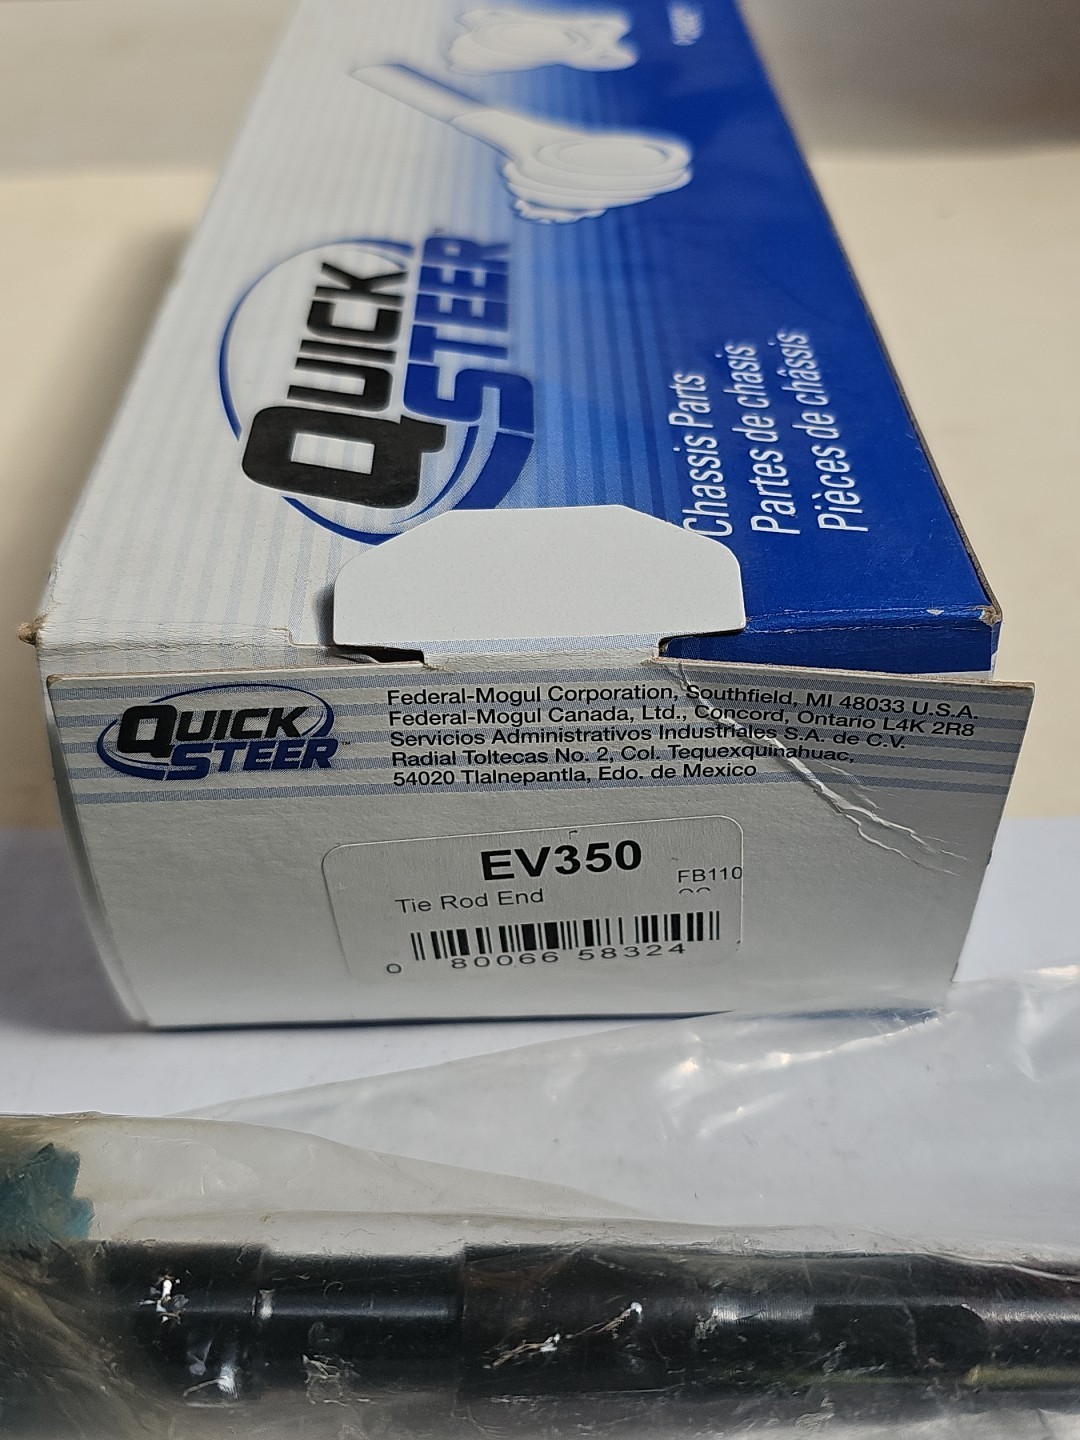 QUICK
STEER
Chassis Parts
Partes de chasis
Pièces de châssis
QUICK
STEER™
Federal-Mogul Corporation, Southfield, MI 48033 U.S.A.
Federal-Mogul Canada, Ltd., Concord, Ontario L4K 2R8
Servicios Administrativos Industriales S.A. de C.V.
Radial Toltecas No. 2, Col. Tequexquinahuac,
54020 Tlalnepantla, Edo. de Mexico
EV350
Tie Rod End
FB110
0 80066 58324